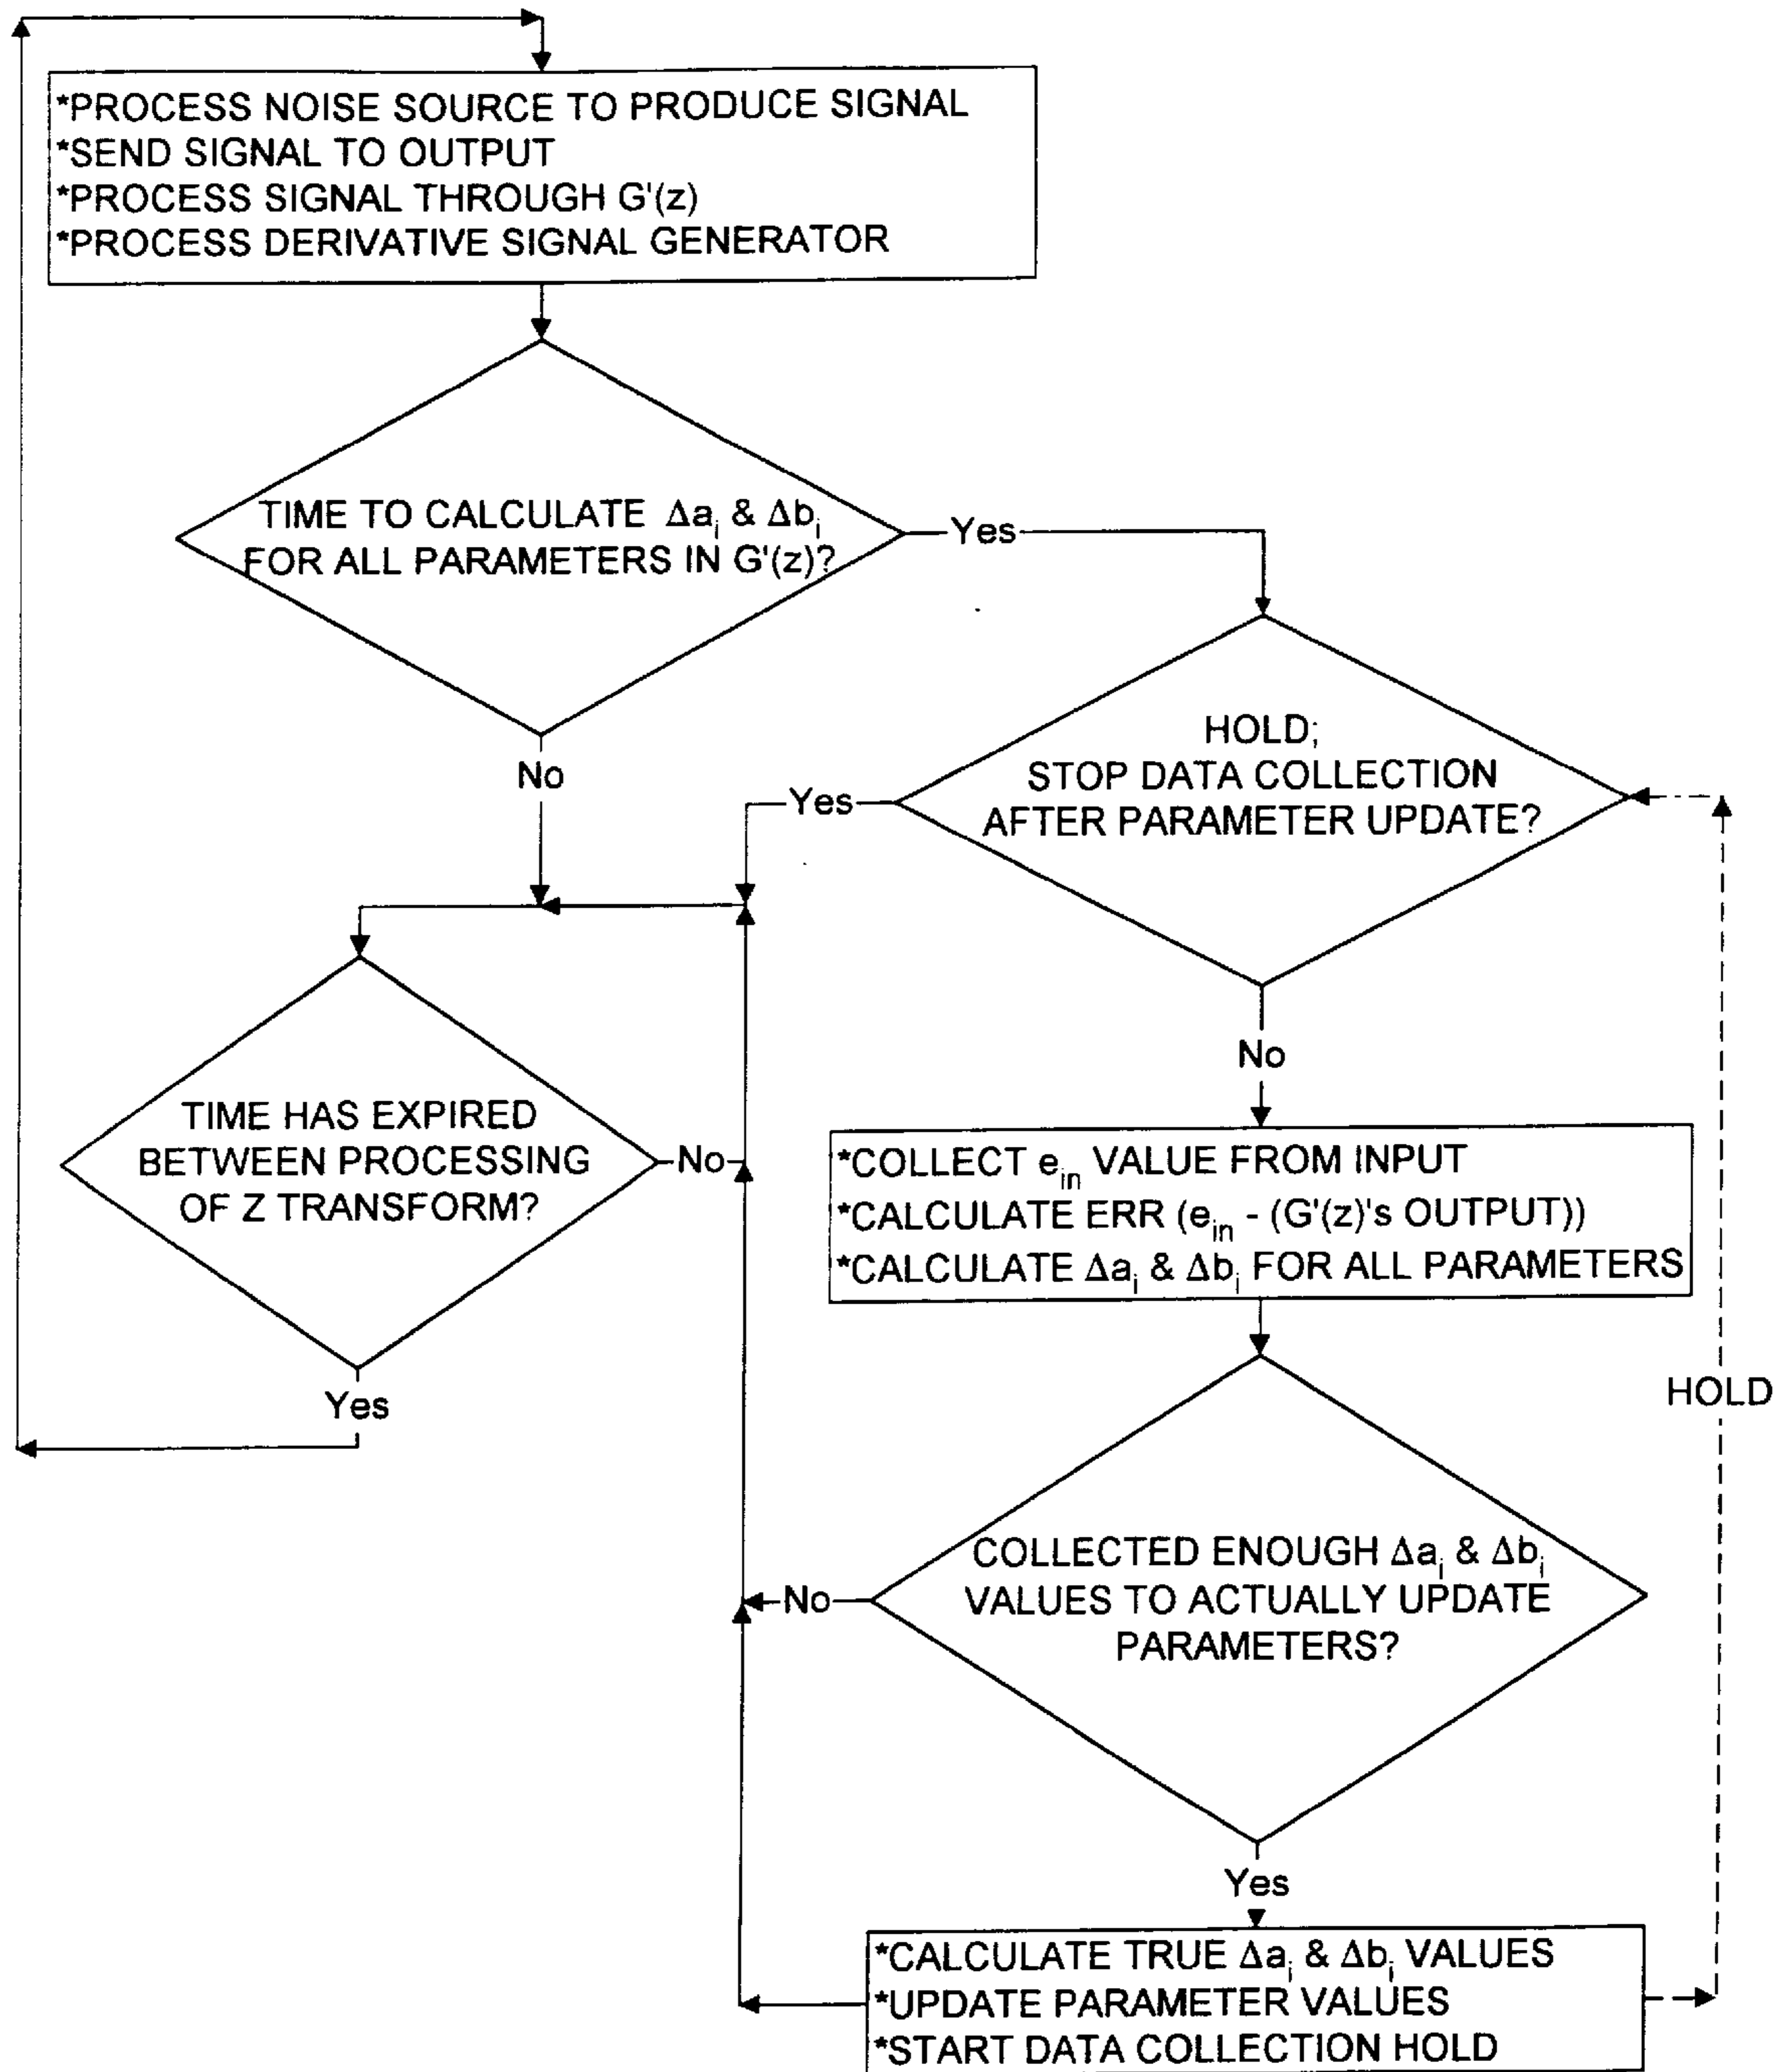 *PROCESS NOISE SOURCE TO PRODUCE SIGNAL
*SEND SIGNAL TO OUTPUT
*PROCESS SIGNAL THROUGH G'(z)
*PROCESS DERIVATIVE SIGNAL GENERATOR
TIME TO CALCULATE Δaᵢ & Δbᵢ
FOR ALL PARAMETERS IN G'(z)?
Yes
No
HOLD;
STOP DATA COLLECTION
AFTER PARAMETER UPDATE?
Yes
No
TIME HAS EXPIRED
BETWEEN PROCESSING
OF Z TRANSFORM?
No
Yes
*COLLECT eᵢₙ VALUE FROM INPUT
*CALCULATE ERR (eᵢₙ - (G'(z)'s OUTPUT))
*CALCULATE Δaᵢ & Δbᵢ FOR ALL PARAMETERS
HOLD
COLLECTED ENOUGH Δaᵢ & Δbᵢ
VALUES TO ACTUALLY UPDATE
PARAMETERS?
No
Yes
*CALCULATE TRUE Δaᵢ & Δbᵢ VALUES
*UPDATE PARAMETER VALUES
*START DATA COLLECTION HOLD